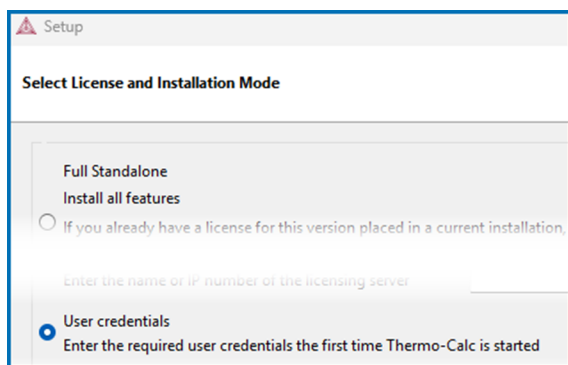 Setup
Select License and Installation Mode
Full Standalone
Install all features
If you already have a license for this version placed in a current installation,
Enter the name or IP number of the licensing server
User credentials
Enter the required user credentials the first time Thermo-Calc is started